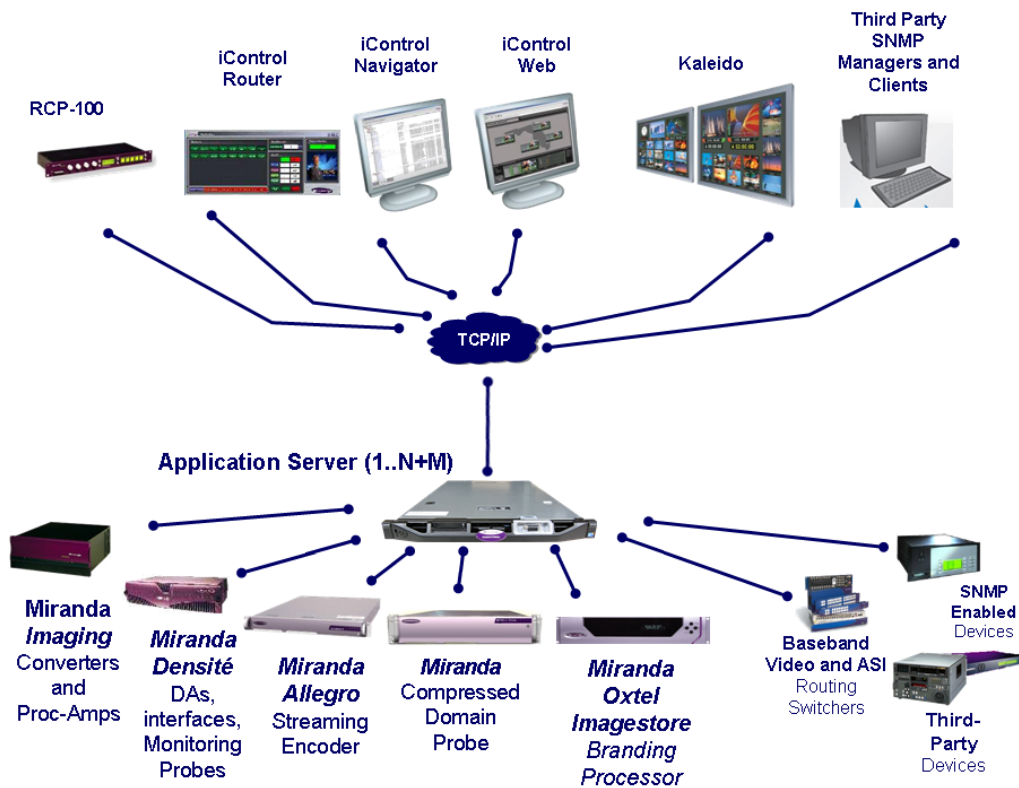 Third Party
SNMP
Managers and
Clients
iControl
Router
iControl
Navigator
iControl
Web
Kaleido
RCP-100
TCP/IP
Application Server (1..N+M)
Miranda
Imaging
Converters
and
Proc-Amps
Miranda
Densité
DAs,
interfaces,
Monitoring
Probes
Miranda
Allegro
Streaming
Encoder
Miranda
Compressed
Domain
Probe
Miranda
Oxtel
Imagestore
Branding
Processor
Baseband
Video and ASI
Routing
Switchers
SNMP
Enabled
Devices
Third-
Party
Devices